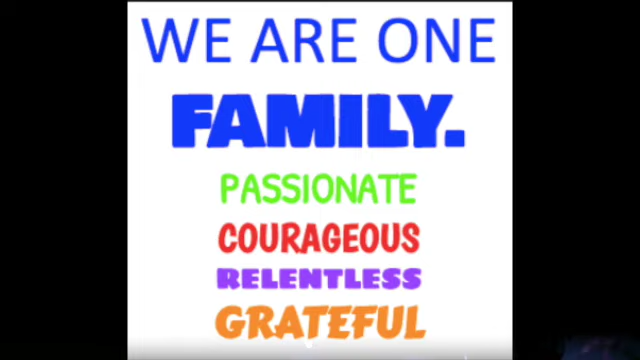 WE ARE ONE
FAMILY.
PASSIONATE
COURAGEOUS
RELENTLESS
GRATEFUL